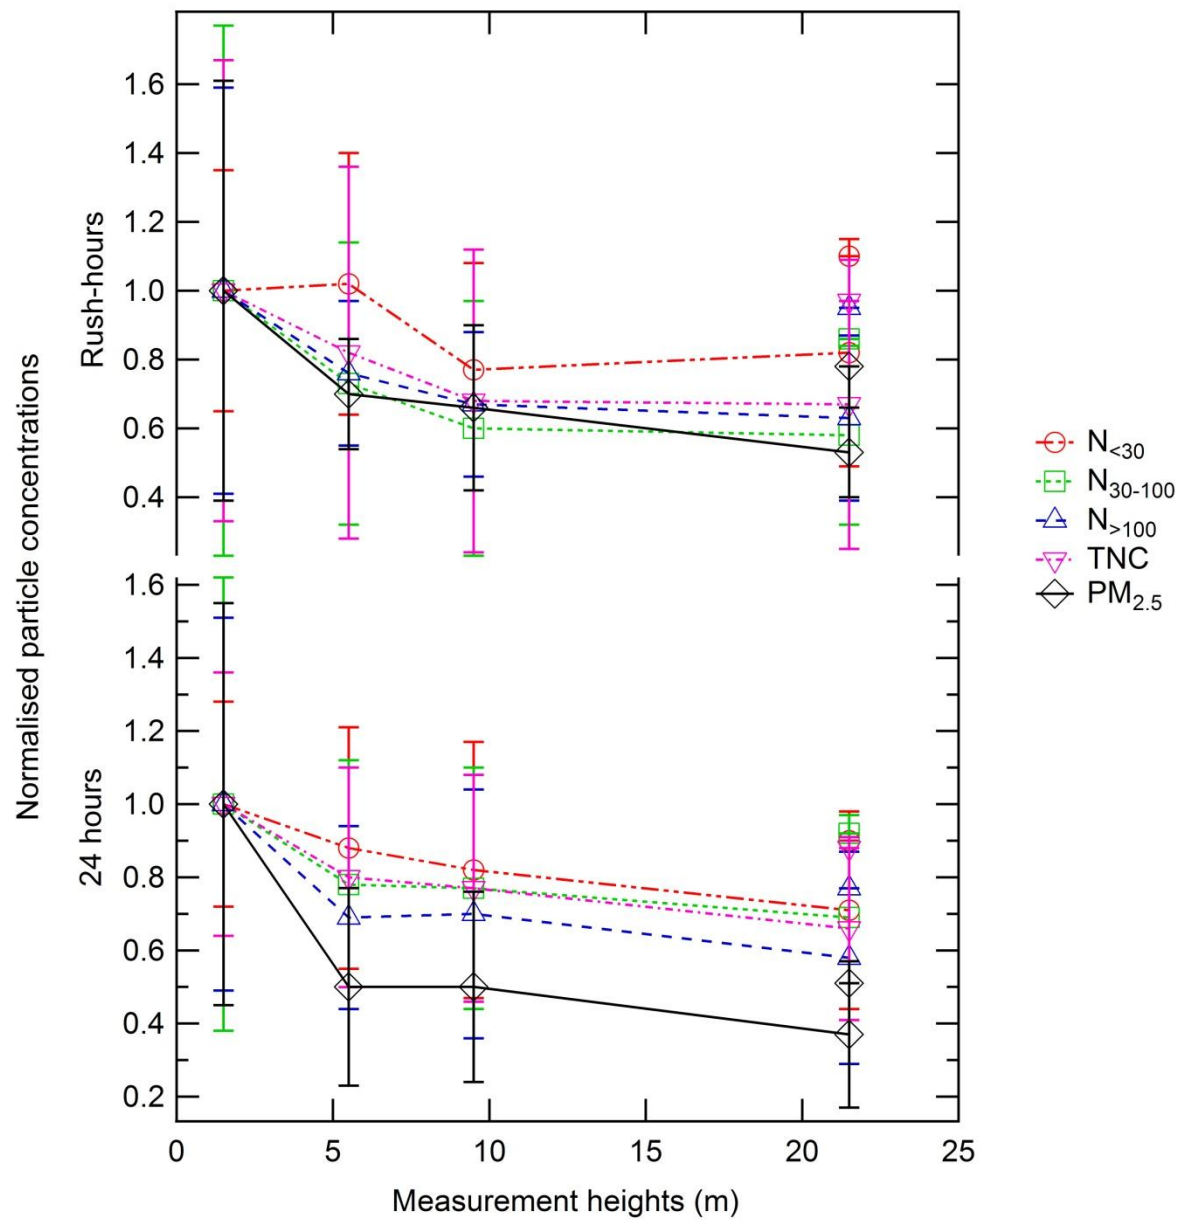 1.6
1.4
1.2
1.0
0.8
0.6
0.4
Rush-hours
1.6
1.4
1.2
1.0
0.8
0.6
0.4
0.2
24 hours
Normalised particle concentrations
0 5 10 15 20 25
Measurement heights (m)
N<30
N30-100
N>100
TNC
PM2.5